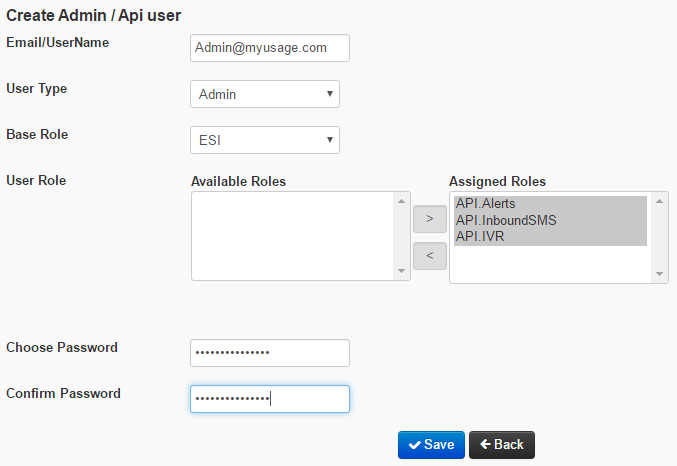 Create Admin / Api user
Email/UserName
Admin@myusage.com
User Type
Admin
Base Role
ESI
User Role
Available Roles
Assigned Roles
API.Alerts
API.InboundSMS
API.IVR
>
<
Choose Password
•••••••••••••••
Confirm Password
•••••••••••••••
Save
Back